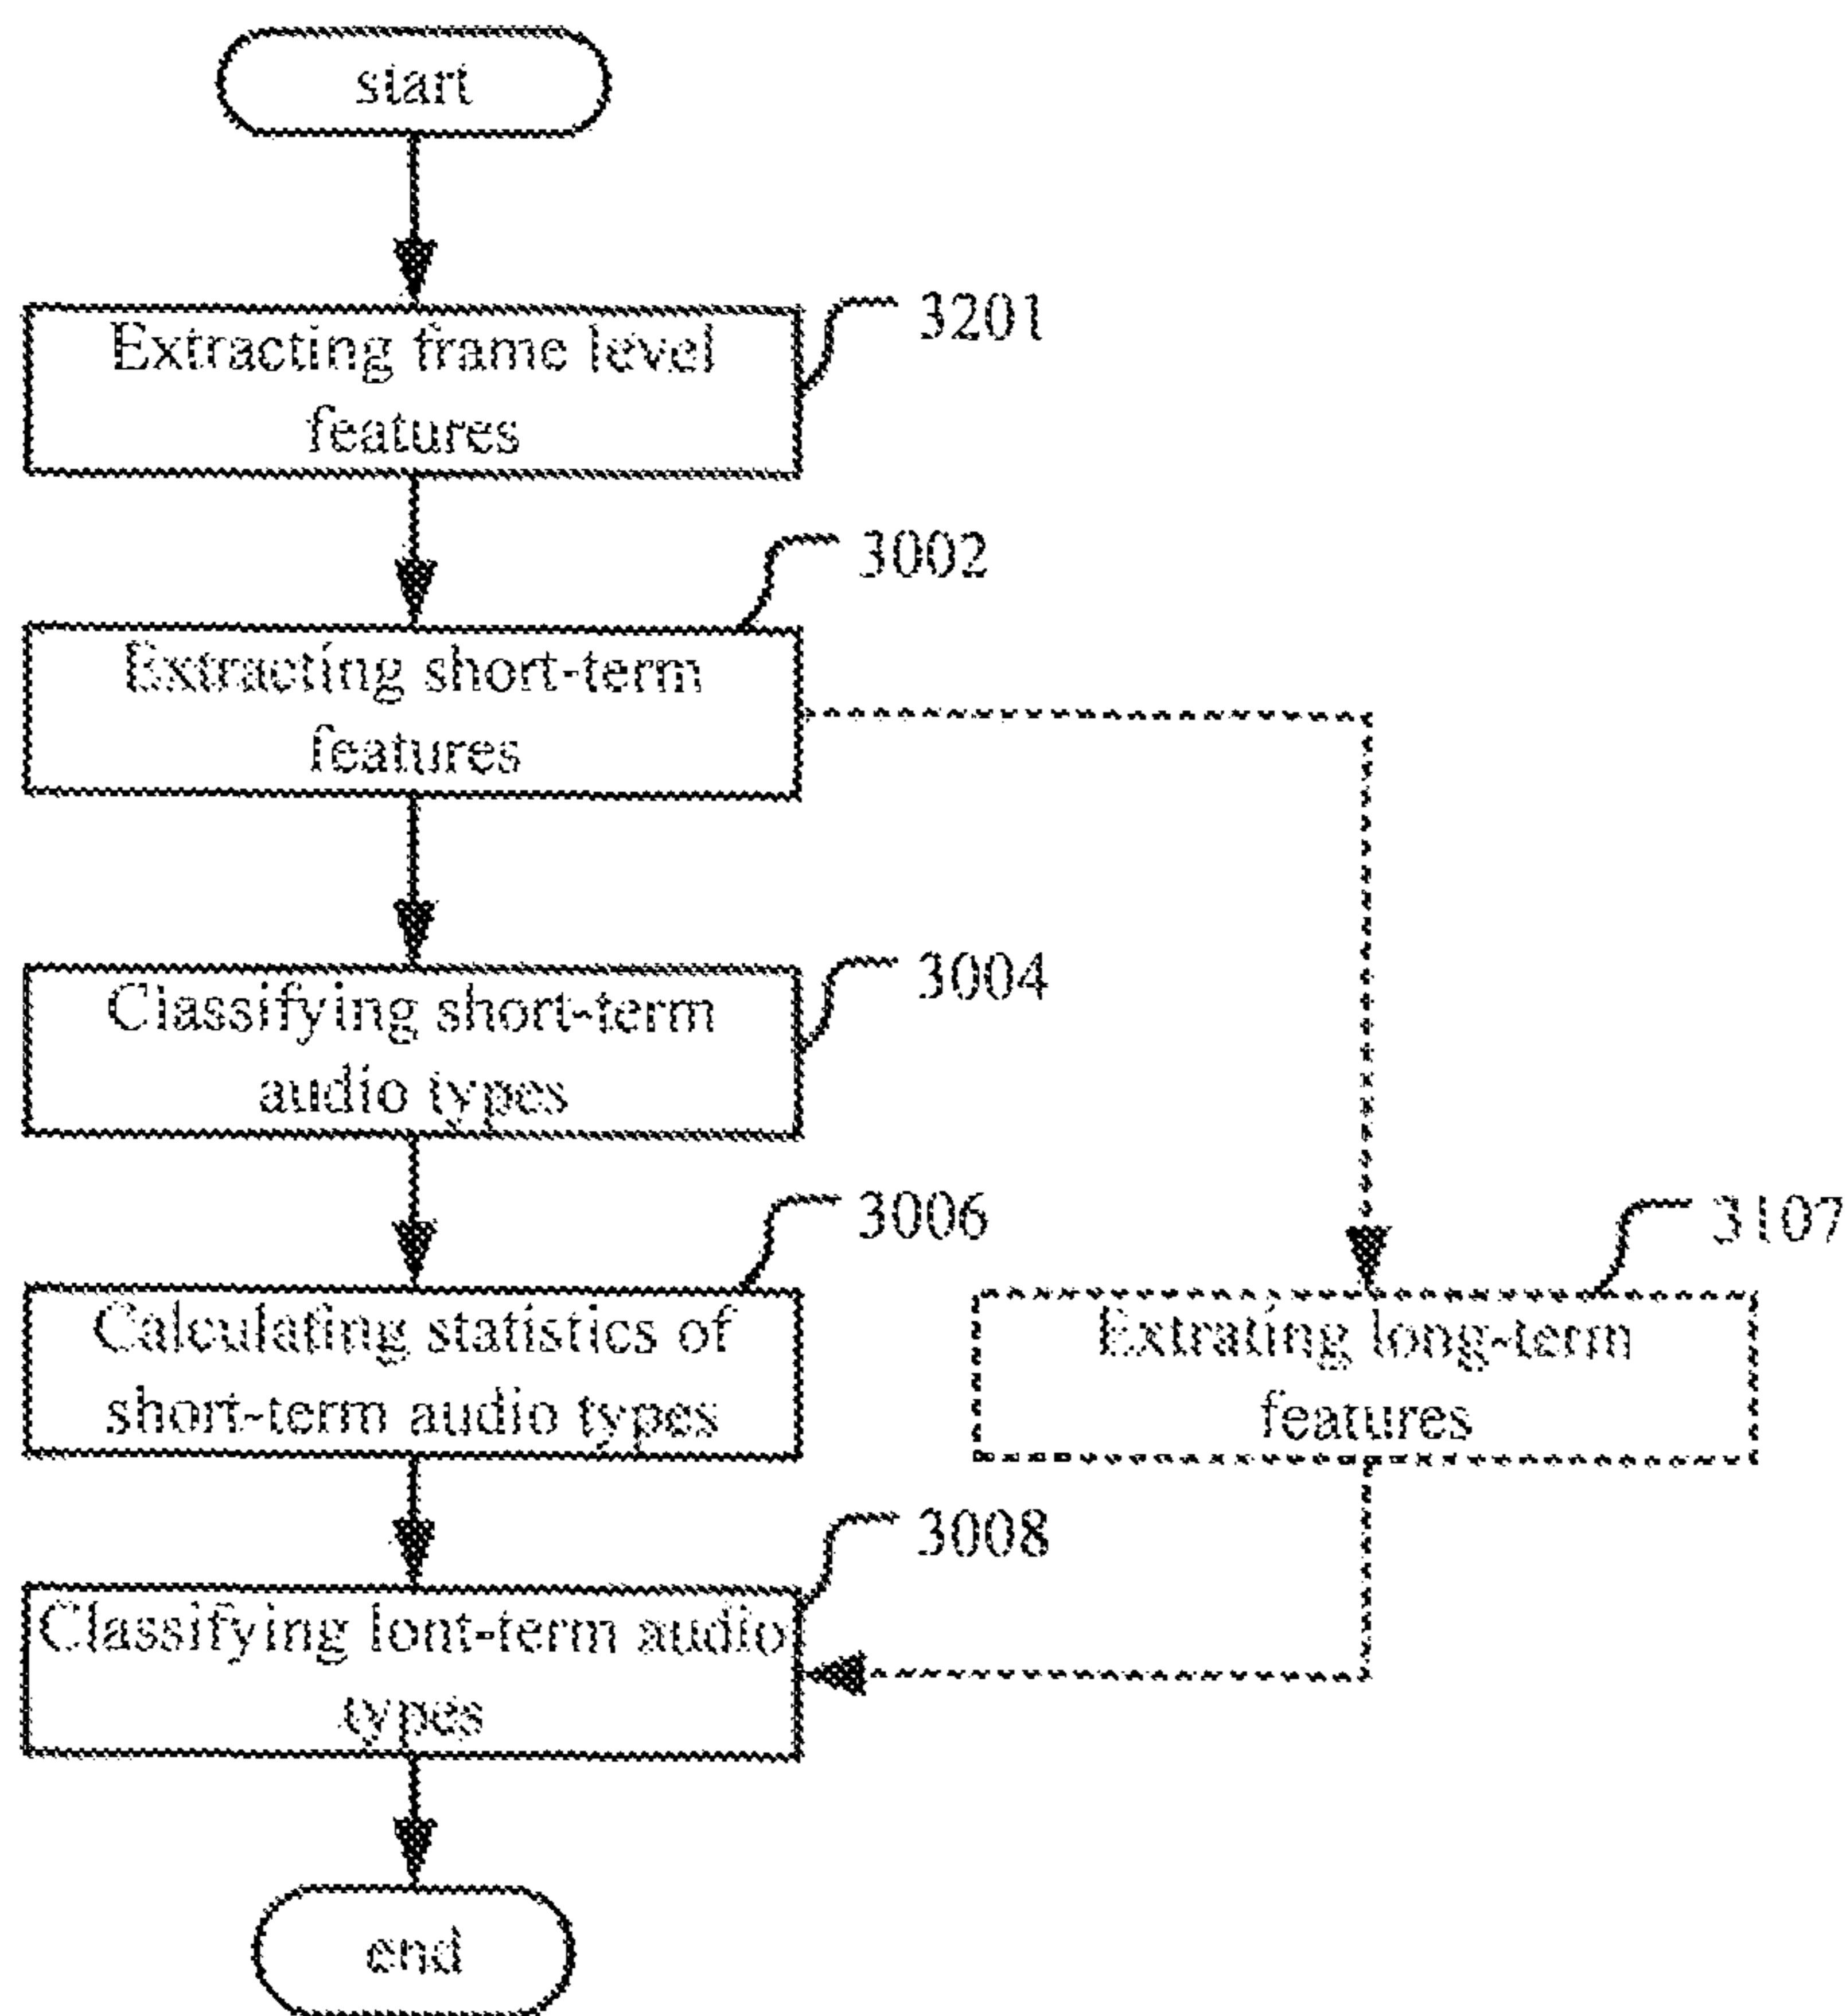 start
3201
Extracting frame level
features
3002
Extracting short-term
features
3004
Classifying short-term
audio types
3006
Calculating statistics of
short-term audio types
3107
Extrating long-term
features
3008
Classifying lont-term audio
types
end